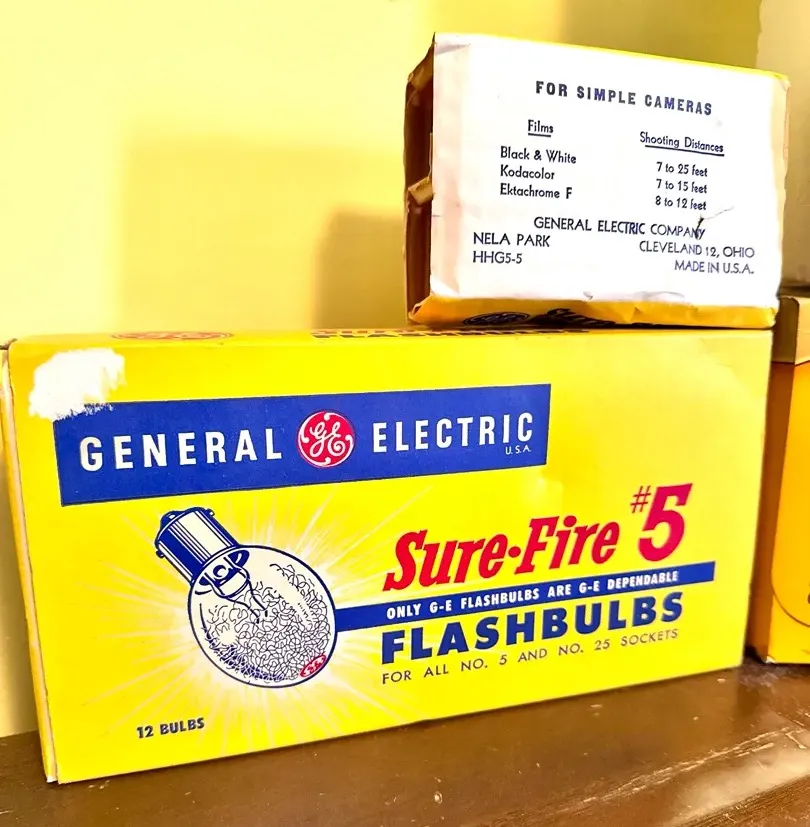 FOR SIMPLE CAMERAS
Films Shooting Distances
Black & White 7 to 25 feet
Kodacolor 7 to 15 feet
Ektachrome F 8 to 12 feet
GENERAL ELECTRIC COMPANY
NELA PARK CLEVELAND 12, OHIO
HHG5-5 MADE IN U.S.A.
GENERAL GE ELECTRIC
U.S.A.
Sure-Fire #5
ONLY G-E FLASHBULBS ARE G-E DEPENDABLE
FLASHBULBS
FOR ALL NO. 5 AND NO. 25 SOCKETS
12 BULBS